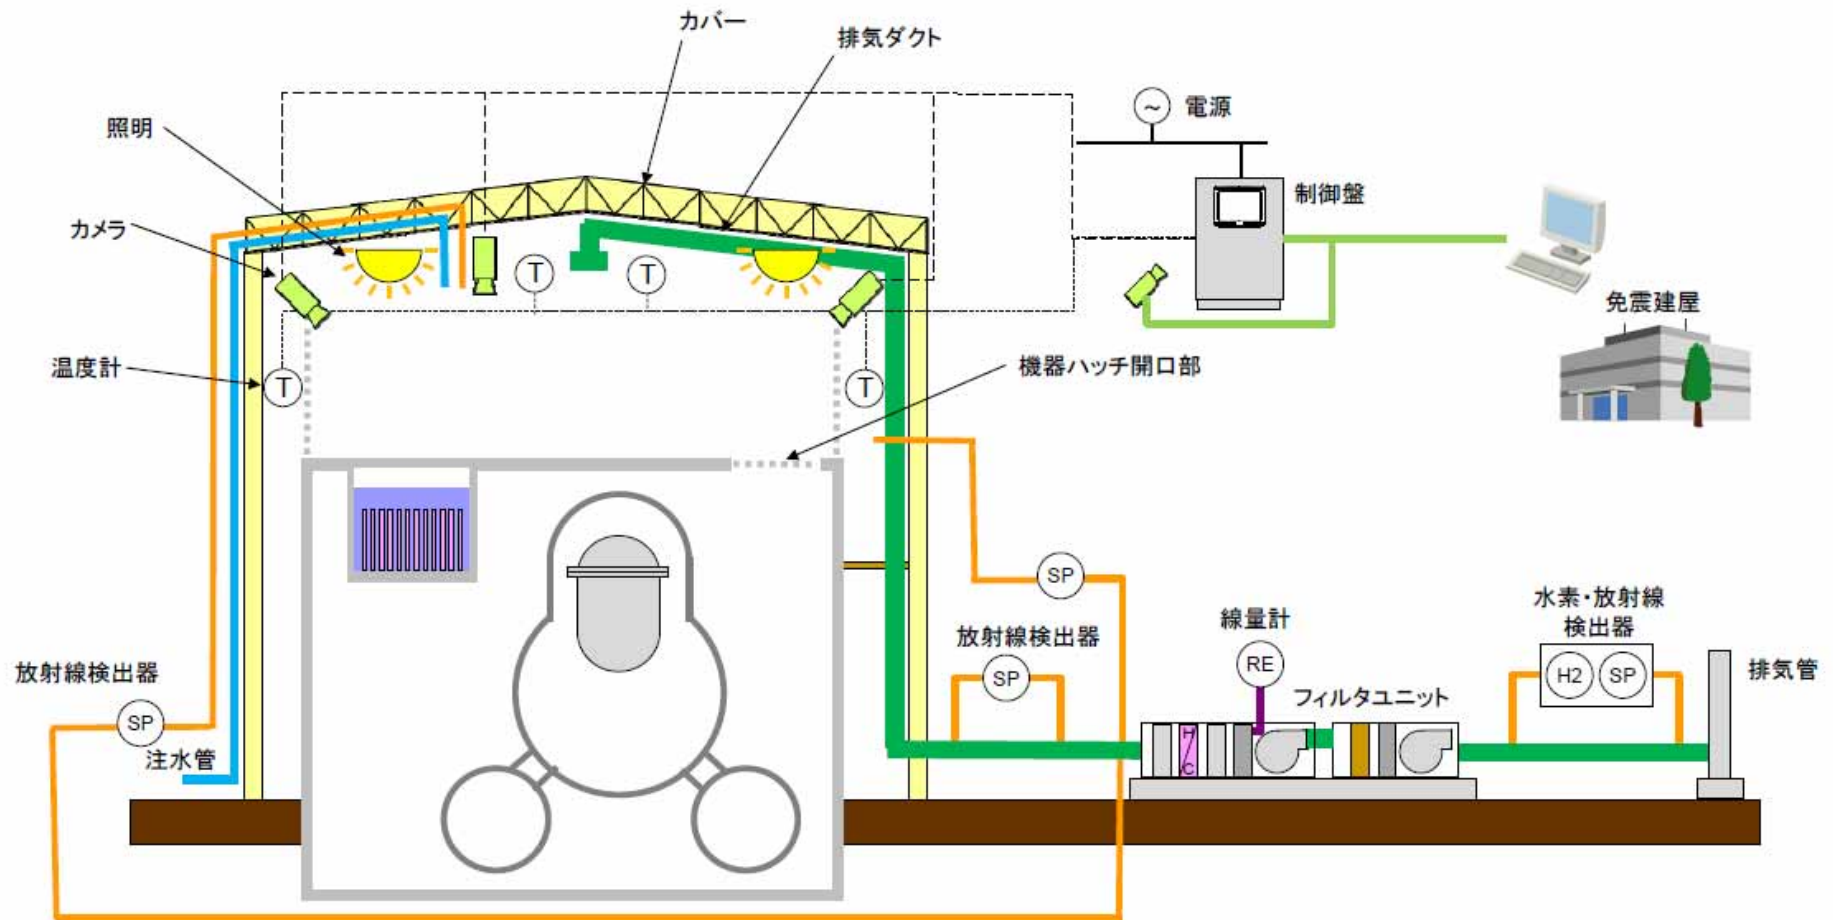 カバー
排気ダクト
電源
照明
制御盤
カメラ
T
T
免震建屋
温度計
T
T
機器ハッチ開口部
SP
水素・放射線
検出器
線量計
放射線検出器
RE
H2
SP
排気管
放射線検出器
SP
フィルタユニット
SP
注水管
H/C
~